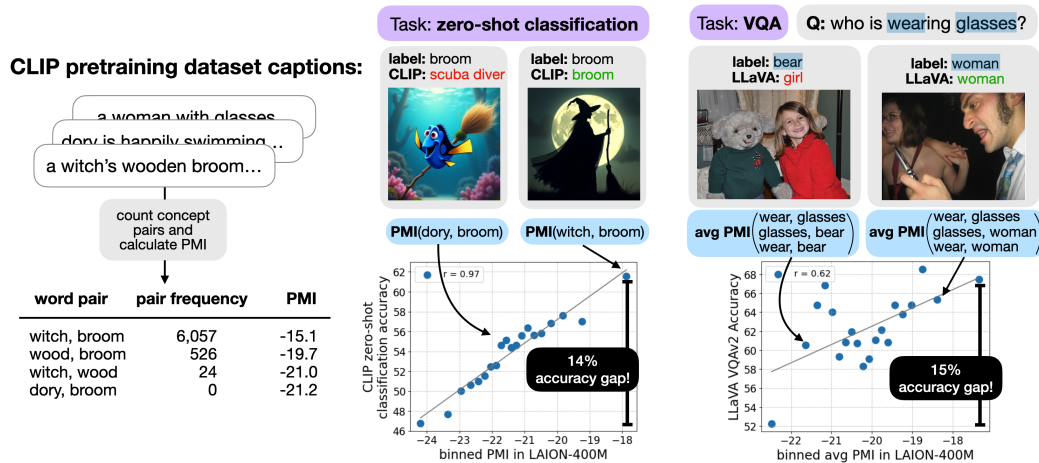 CLIP pretraining dataset captions:
a woman with glasses
dory is happily swimming…
a witch's wooden broom…
count concept
pairs and
calculate PMI
word pair pair frequency PMI
witch, broom 6,057 -15.1
wood, broom 526 -19.7
witch, wood 24 -21.0
dory, broom 0 -21.2
Task: zero-shot classification
label: broom
CLIP: scuba diver
label: broom
CLIP: broom
PMI(dory, broom)
PMI(witch, broom)
CLIP zero-shot
classification accuracy
62
60
58
56
54
52
50
48
46
r = 0.97
14%
accuracy gap!
−24 −23 −22 −21 −20 −19 −18
binned PMI in LAION-400M
Task: VQA
Q: who is wearing glasses?
label: bear
LLaVA: girl
label: woman
LLaVA: woman
avg PMI(wear, glasses
glasses, bear
wear, bear)
avg PMI(wear, glasses
glasses, woman
wear, woman)
LLaVA VQAv2 Accuracy
68
66
64
62
60
58
56
54
52
r = 0.62
15%
accuracy gap!
−22 −21 −20 −19 −18
binned avg PMI in LAION-400M